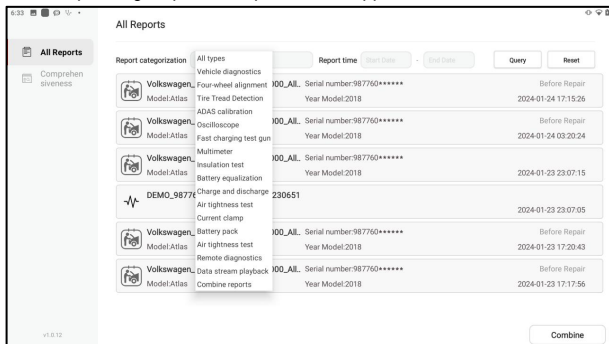 6:33
All Reports
All Reports
Comprehen
siveness
Report categorization
Report time
Start Date
-
End Date
Query
Reset
All types
Vehicle diagnostics
Four-wheel alignment
Tire Tread Detection
ADAS calibration
Oscilloscope
Fast charging test gun
Multimeter
Insulation test
Battery equalization
Charge and discharge
Air tightness test
Current clamp
Battery pack
Air tightness test
Remote diagnostics
Data stream playback
Combine reports
Volkswagen_ 000_All.. Serial number:987760****** Before Repair
Model:Atlas Year Model:2018 2024-01-24 17:15:26
Volkswagen_ 000_All.. Serial number:987760****** Before Repair
Model:Atlas Year Model:2018 2024-01-24 03:20:24
Volkswagen_ 000_All.. Serial number:987760******
Model:Atlas Year Model:2018 2024-01-23 23:07:15
DEMO_9877 230651
2024-01-23 23:07:05
Volkswagen_ 000_All.. Serial number:987760****** Before Repair
Model:Atlas Year Model:2018 2024-01-23 17:20:43
Volkswagen_ 000_All.. Serial number:987760****** Before Repair
Model:Atlas Year Model:2018 2024-01-23 17:17:56
v1.0.12
Combine